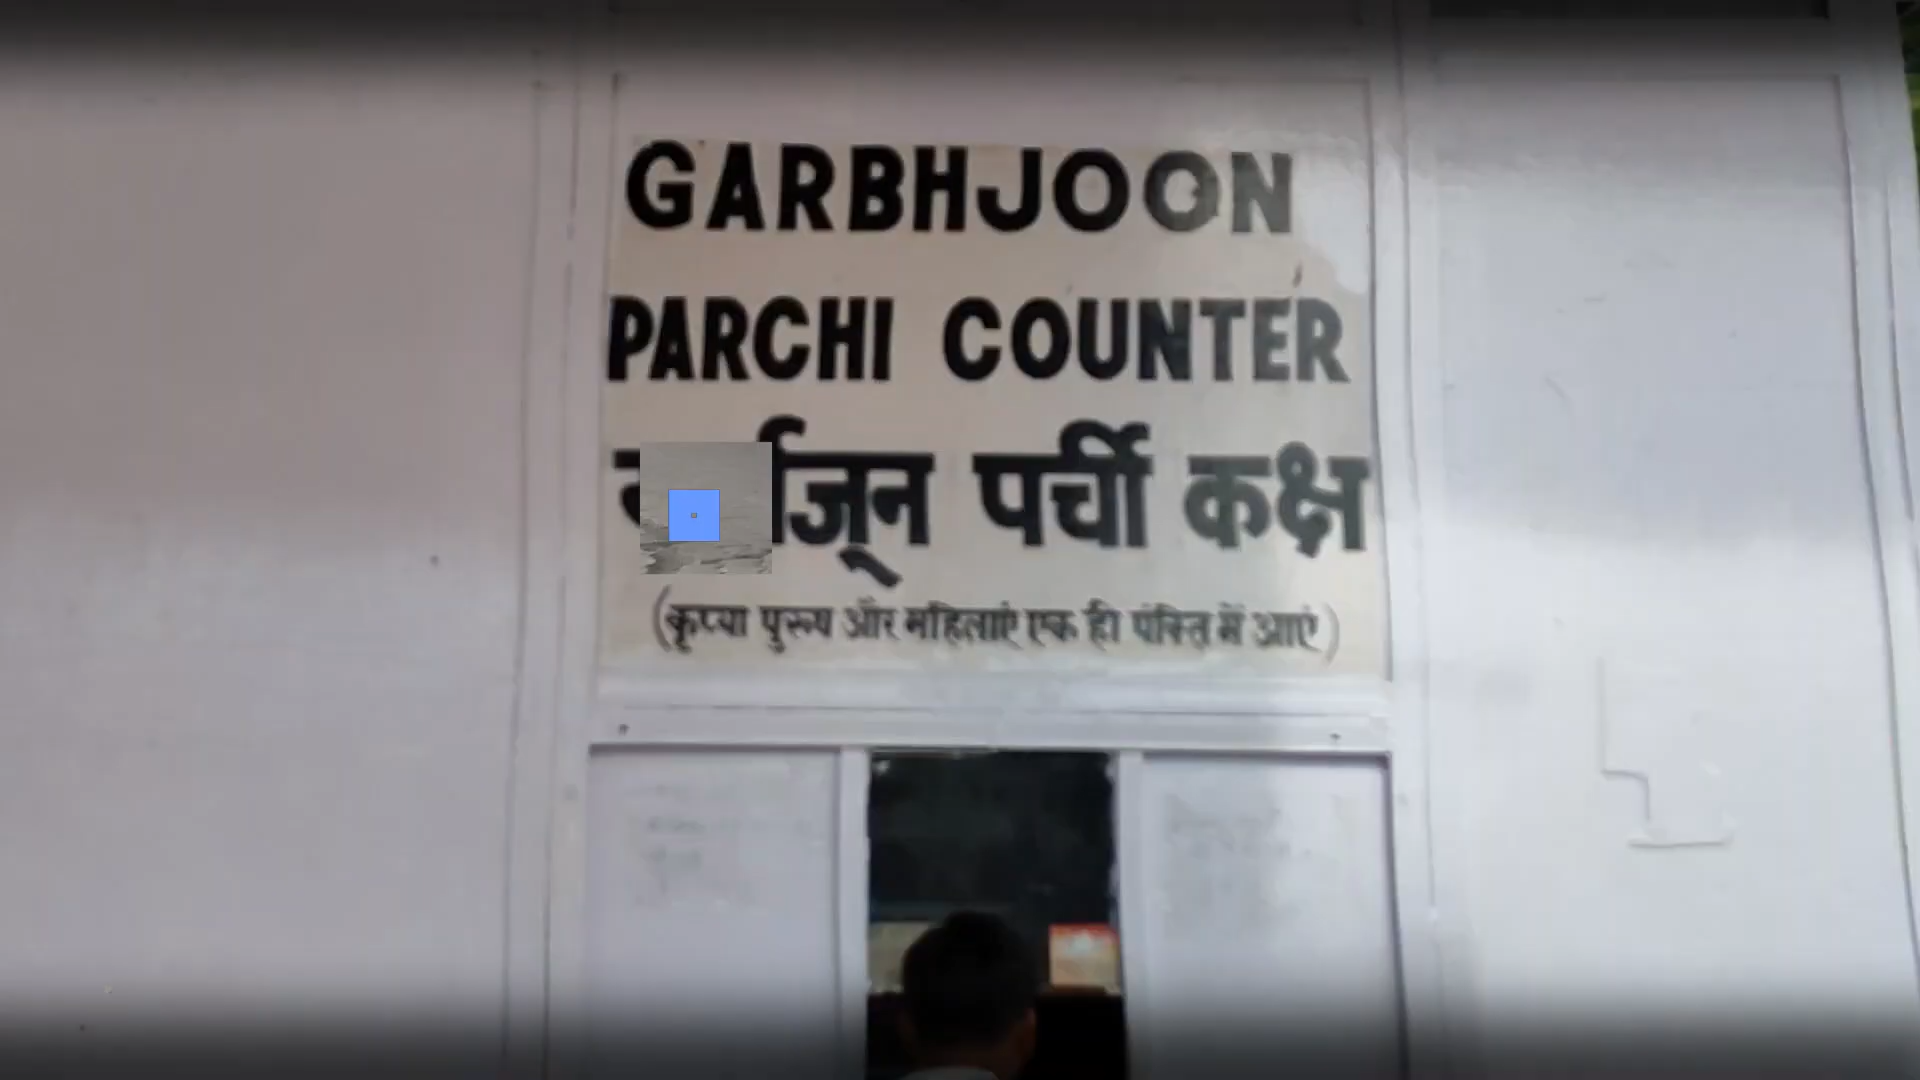 GARBHJOON
PARCHI COUNTER
पर्ची कक्ष
(कृप्या पुरूष और महिलाएं एक ही पंक्ति में आएं)